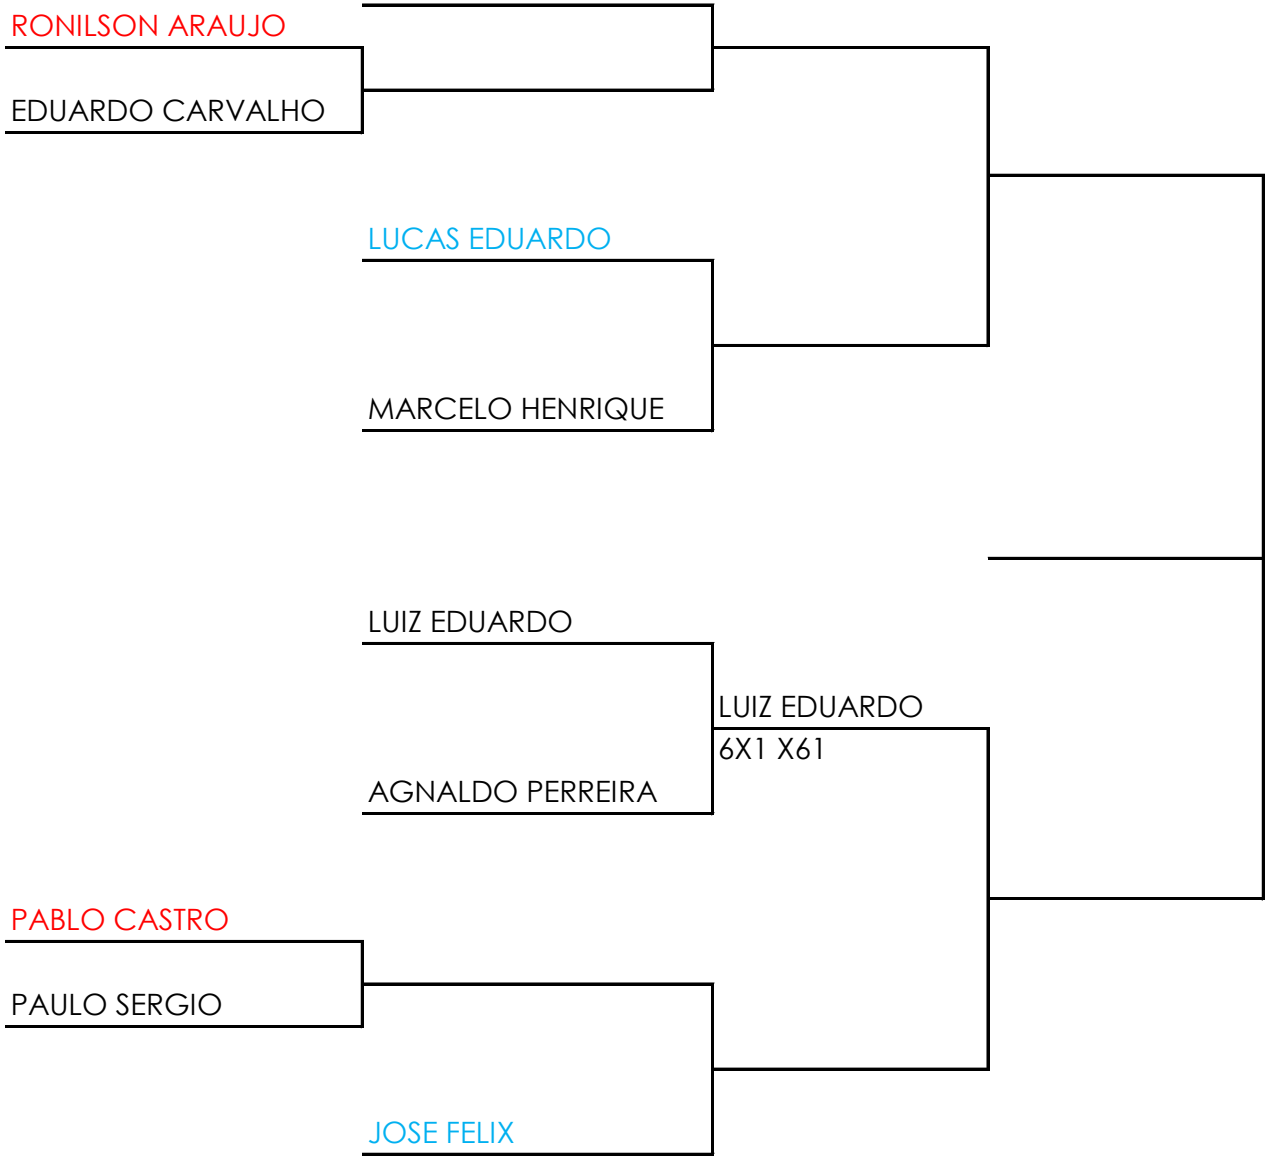 RONILSON ARAUJO
EDUARDO CARVALHO
LUCAS EDUARDO
MARCELO HENRIQUE
LUIZ EDUARDO
LUIZ EDUARDO
6X1 X61
AGNALDO PERREIRA
PABLO CASTRO
PAULO SERGIO
JOSE FELIX